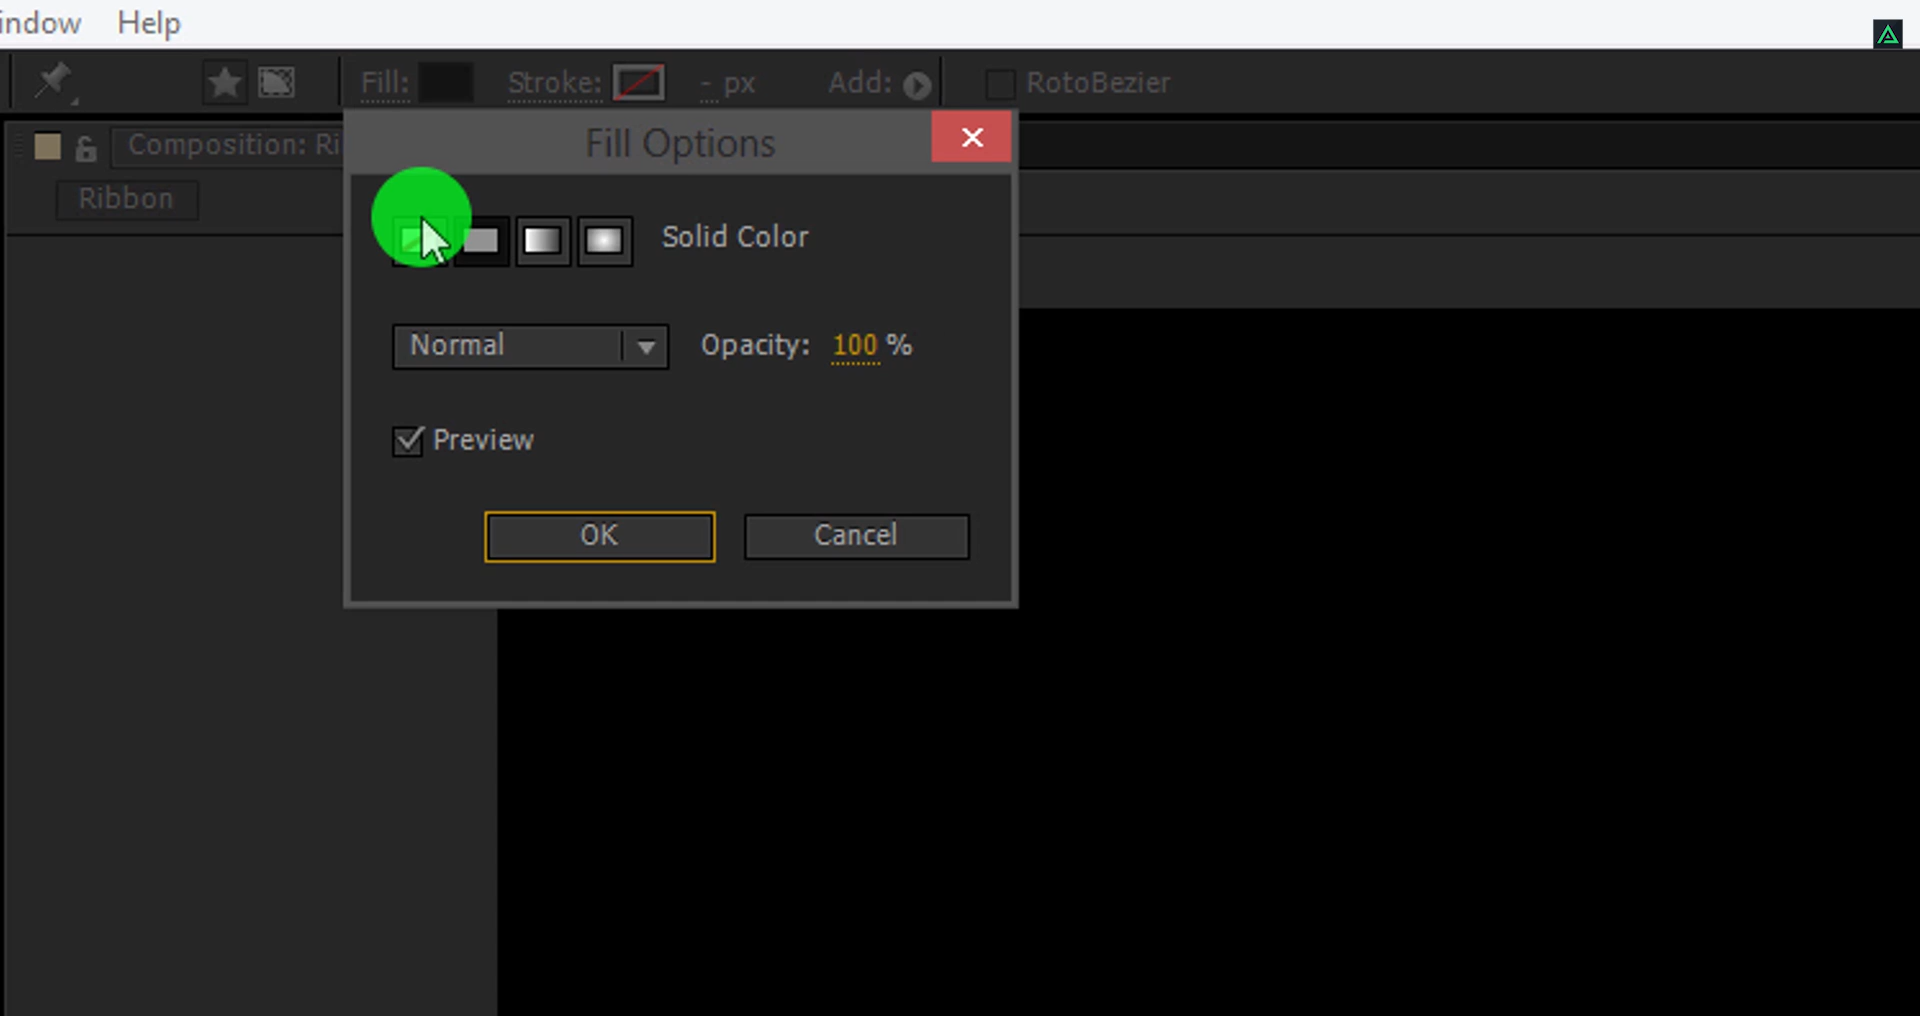 indow Help
Fill: Stroke: - px Add: RotoBezier
Composition: Ri
Fill Options
Ribbon
Solid Color
Normal Opacity: 100 %
Preview
OK Cancel